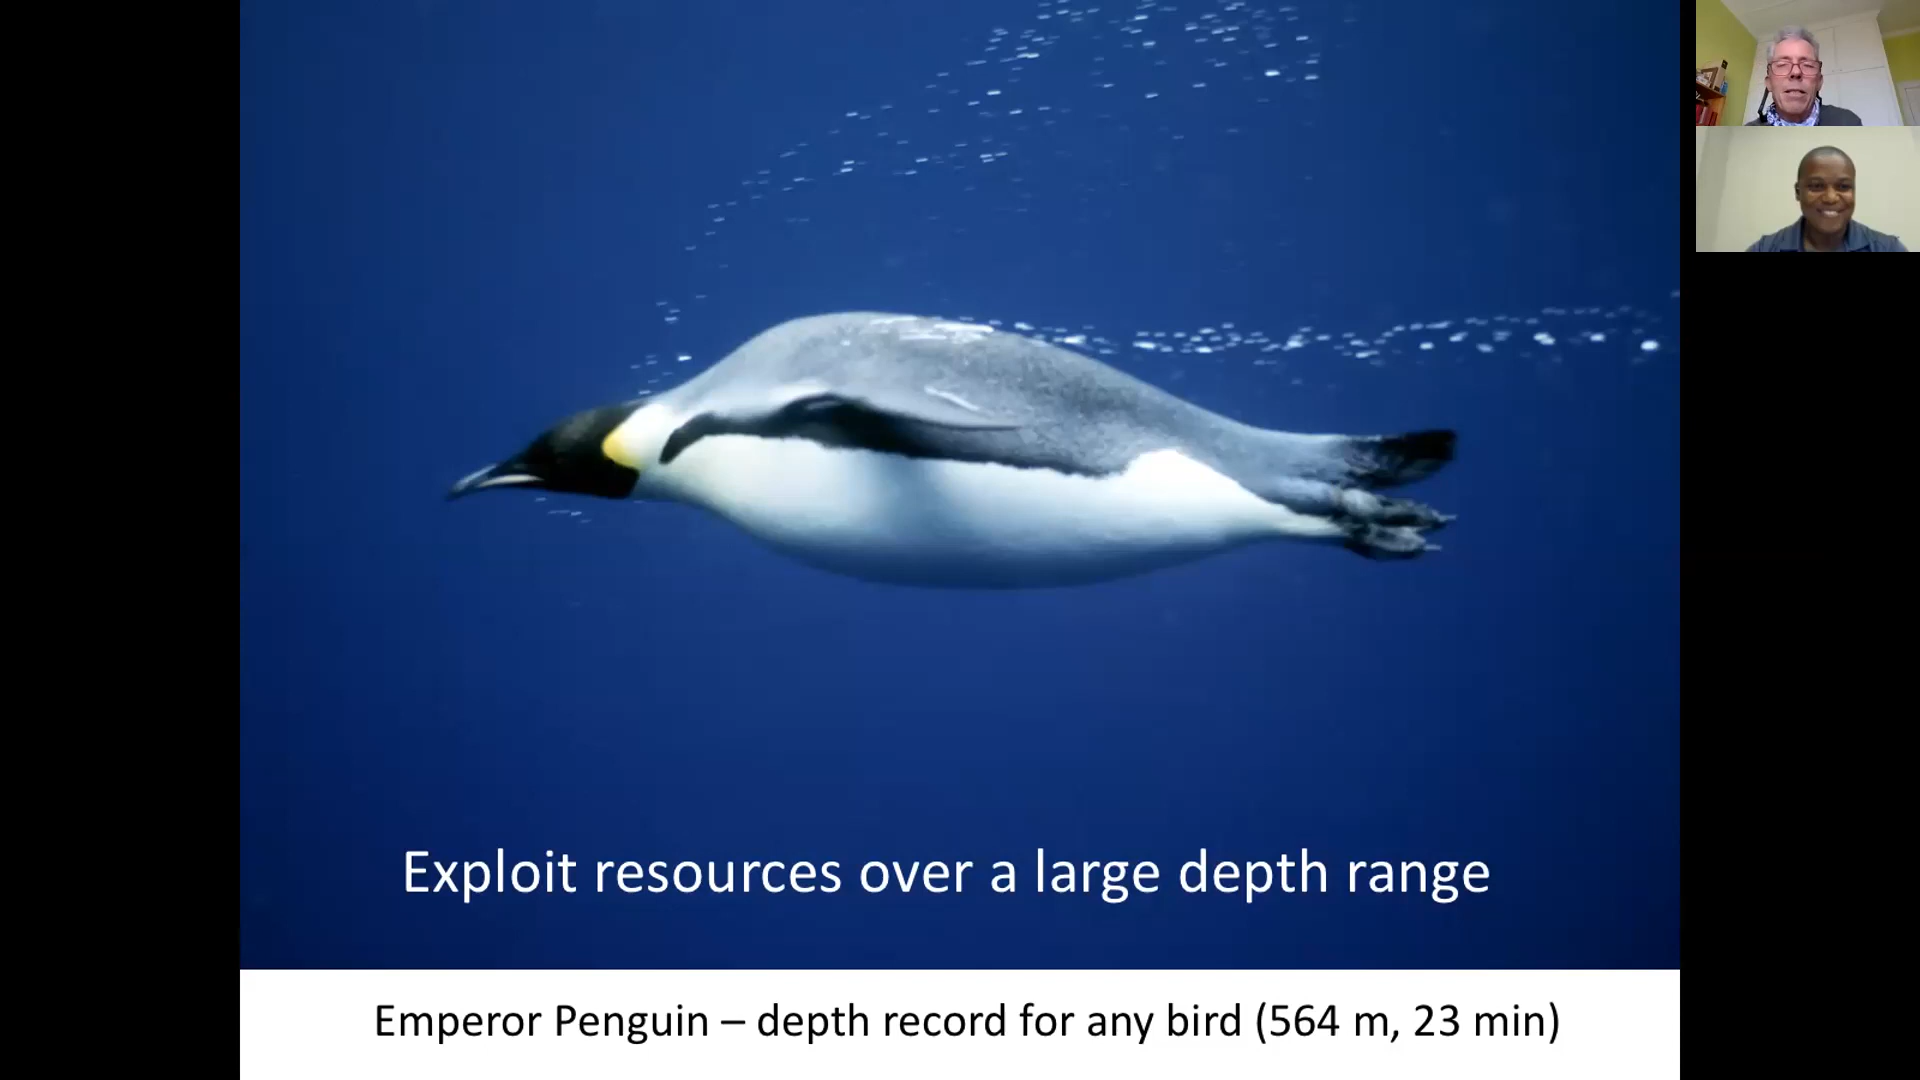 Exploit resources over a large depth range
Emperor Penguin – depth record for any bird (564 m, 23 min)